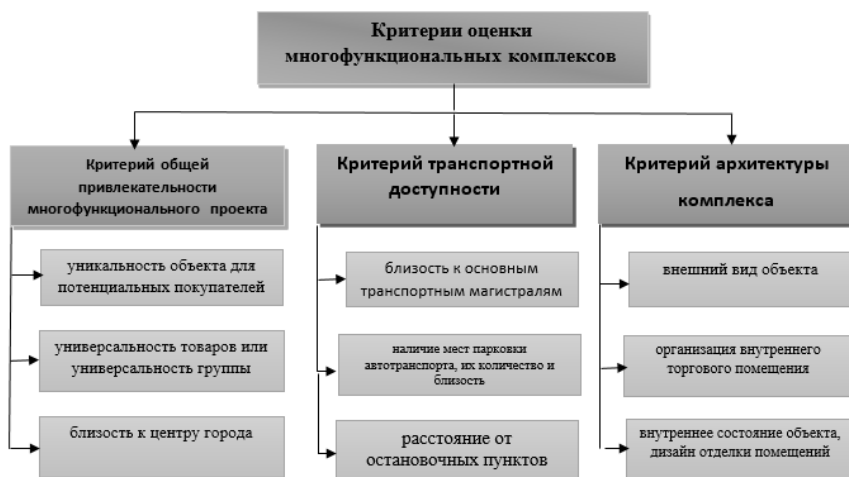 Критерии оценки
многофункциональных комплексов
Критерий общей
привлекательности
многофункционального проекта
уникальность объекта для
потенциальных покупателей
универсальность товаров или
универсальность группы
близость к центру города
Критерий транспортной
доступности
близость к основным
транспортным магистралям
наличие мест парковки
автотранспорта, их количество и
близость
расстояние от
остановочных пунктов
Критерий архитектуры
комплекса
внешний вид объекта
организация внутреннего
торгового помещения
внутреннее состояние объекта,
дизайн отделки помещений